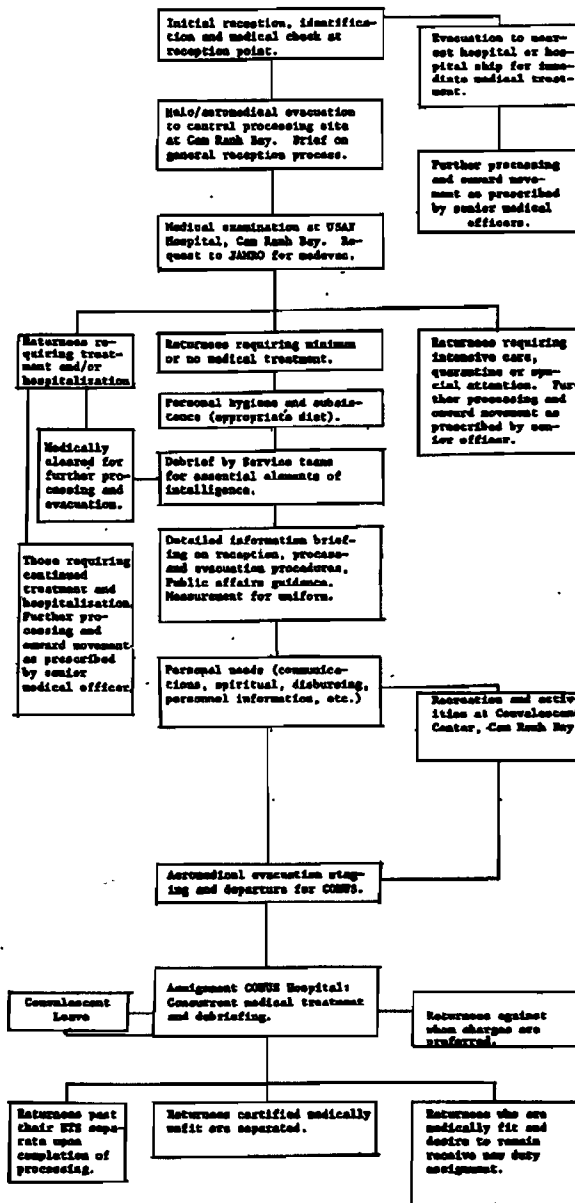 Initial reception, identifica-
tion and medical check at
reception point.
Evacuation to near-
est hospital or hos-
pital ship for imme-
diate medical treat-
ment.
Helo/aeromedical evacuation
to central processing site
at Cam Ranh Bay. Brief on
general reception process.
Further processing
and onward move-
ment as prescribed
by senior medical
officers.
Medical examination at USAF
Hospital, Cam Ranh Bay. Re-
quest to JAMRO for medevac.
Returnees re-
quiring treat-
ment and/or
hospitalization
Returnees requiring minimum
or no medical treatment.
Returnees requiring
intensive care,
quarantine or spe-
cial attention. Fur
ther processing and
onward movement as
prescribed by sen-
ior officer.
Personal hygiene and subsis-
tence (appropriate diet).
Medically
cleared for
further pro-
cessing and
evacuation.
Debrief by Service teams
for essential elements of
intelligence.
Detailed information brief-
ing on reception, process-
and evacuation procedures,
Public affairs guidance.
Measurement for uniform.
Those requiring
continued
treatment and
hospitalization.
Further pro-
cessing and
onward movement
as prescribed
by senior
medical officer.
Personal needs (communica-
tions, spiritual, disbursing,
personnel information, etc.)
Recreation and activ
ities at Convalescent
Center, Cam Ranh Bay
Aeromedical evacuation stag-
ing and departure for CONUS.
Assignment CONUS Hospital:
Concurrent medical treatment
and debriefing.
Convalescent
Leave
Returnees against
whom charges are
preferred.
Returnees past
their ETS sepa-
rate upon
completion of
processing.
Returnees certified medically
unfit are separated.
Returnees who are
medically fit and
desire to remain
receive new duty
assignment.